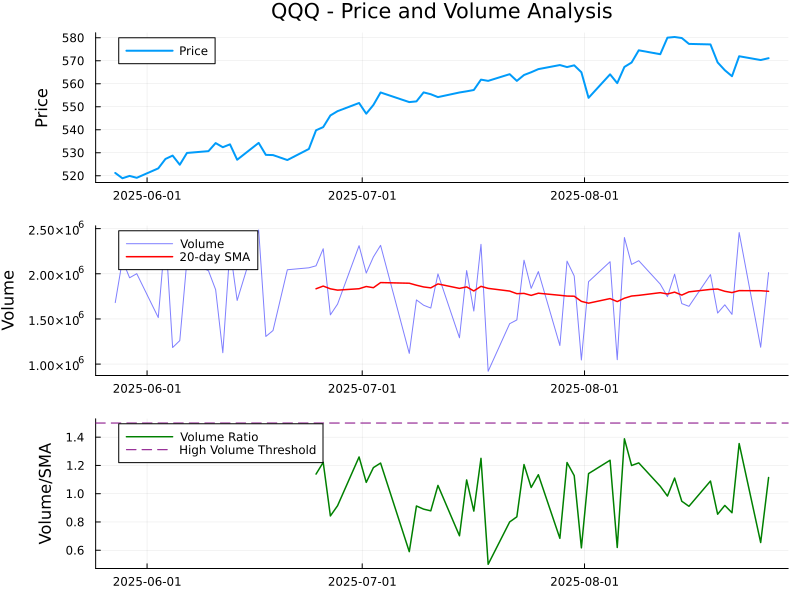 QQQ - Price and Volume Analysis
Price
580
570
560
550
540
530
520
Price
2025-06-01
2025-07-01
2025-08-01
2.50×10⁶
2.00×10⁶
1.50×10⁶
1.00×10⁶
Volume
Volume
20-day SMA
2025-06-01
2025-07-01
2025-08-01
1.4
1.2
1.0
0.8
0.6
Volume/SMA
Volume Ratio
High Volume Threshold
2025-06-01
2025-07-01
2025-08-01